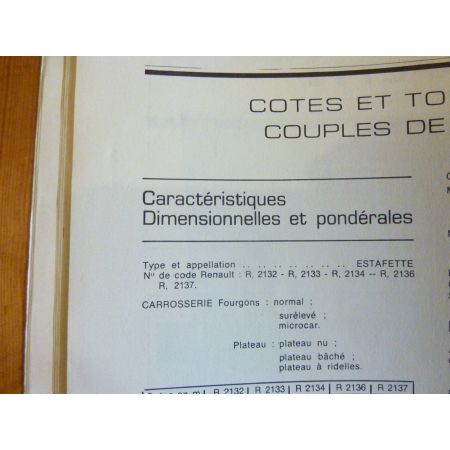 COTES ET TO
COUPLES DE
Caractéristiques
Dimensionnelles et pondérales
Type et appellation .. .. .. .. .. .. .. ESTAFETTE
N° de code Renault : R, 2132 - R, 2133 - R, 2134 -- R, 2136
R, 2137.
CARROSSERIE Fourgons : normal ;
surélevé ;
microcar.
Plateau : plateau nu ;
plateau bâché ;
plateau à ridelles.
R 2132 | R 2133 | R 2134 | R 2136 | R 2137